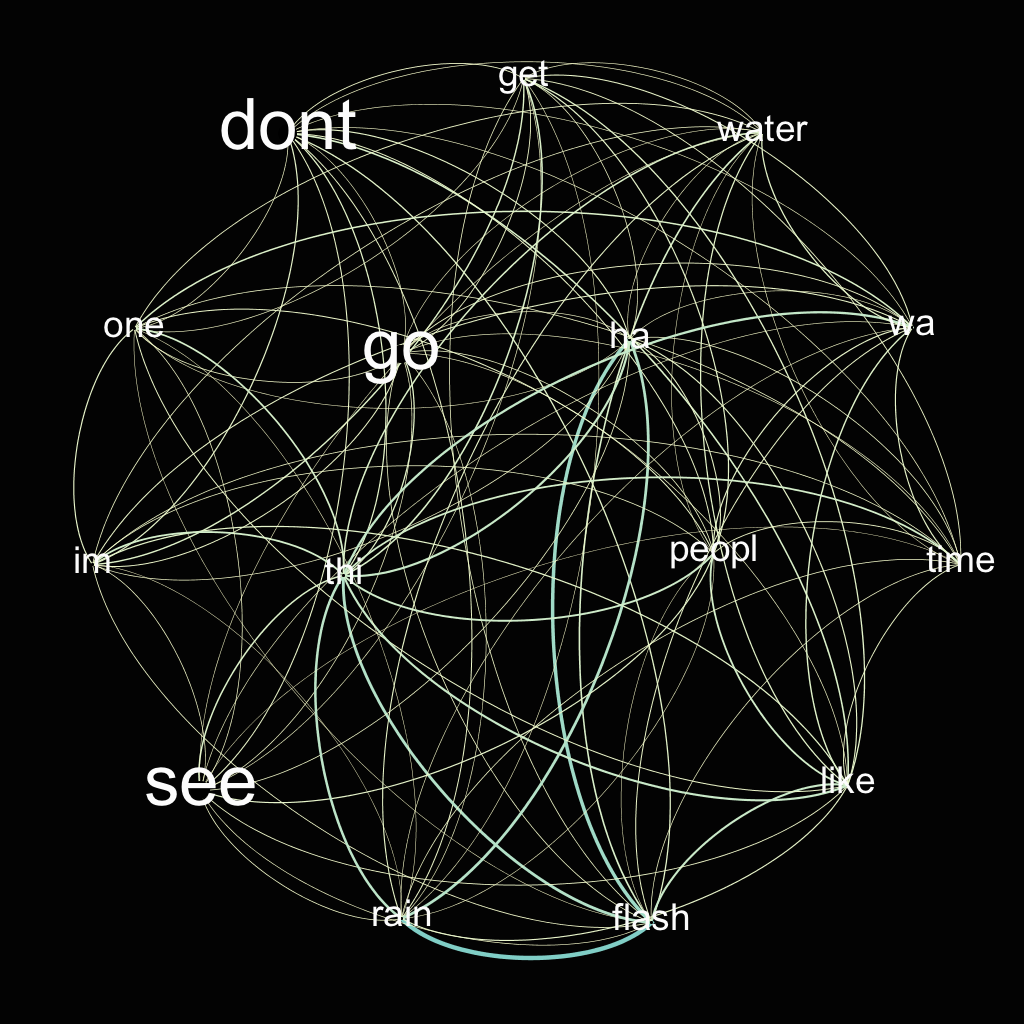 get
dont
water
one
go
ha
wa
im
thi
peopl
time
see
like
rain
flash